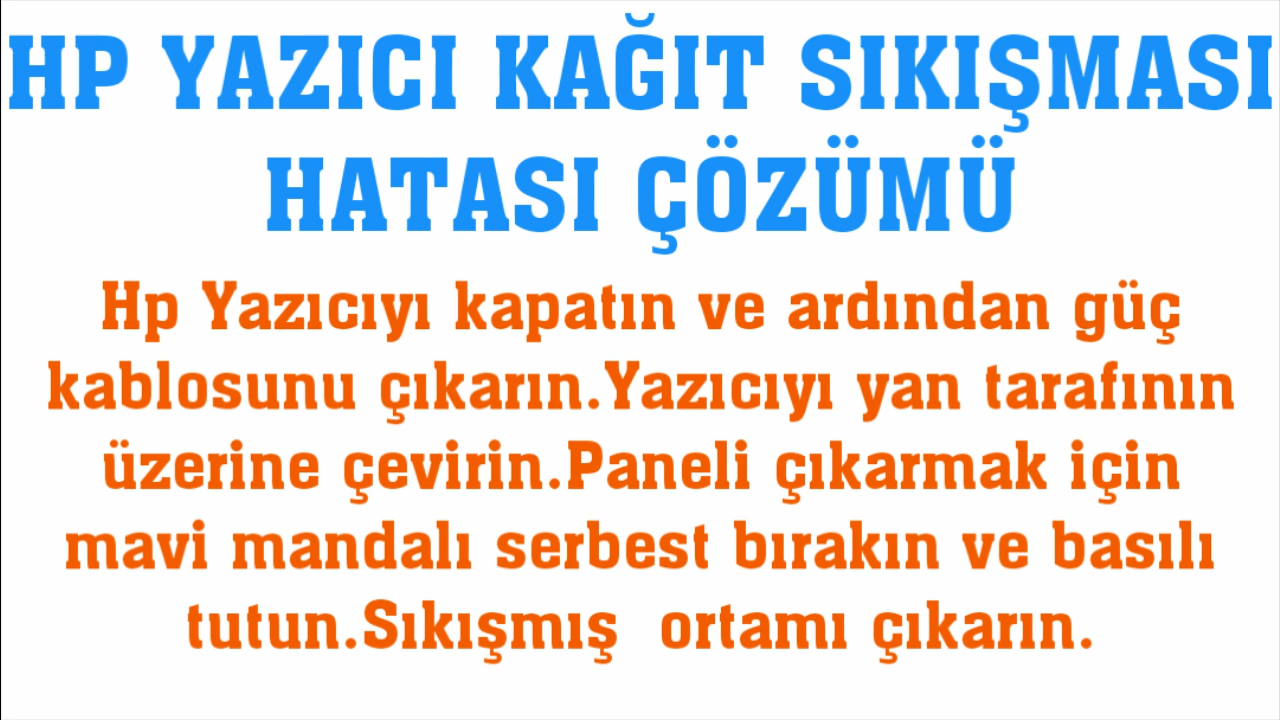 HP YAZICI KAĞIT SIKIŞMASI
HATASI ÇÖZÜMÜ
Hp Yazıcıyı kapatın ve ardından güç
kablosunu çıkarın.Yazıcıyı yan tarafının
üzerine çevirin.Paneli çıkarmak için
mavi mandalı serbest bırakın ve basılı
tutun.Sıkışmış  ortamı çıkarın.